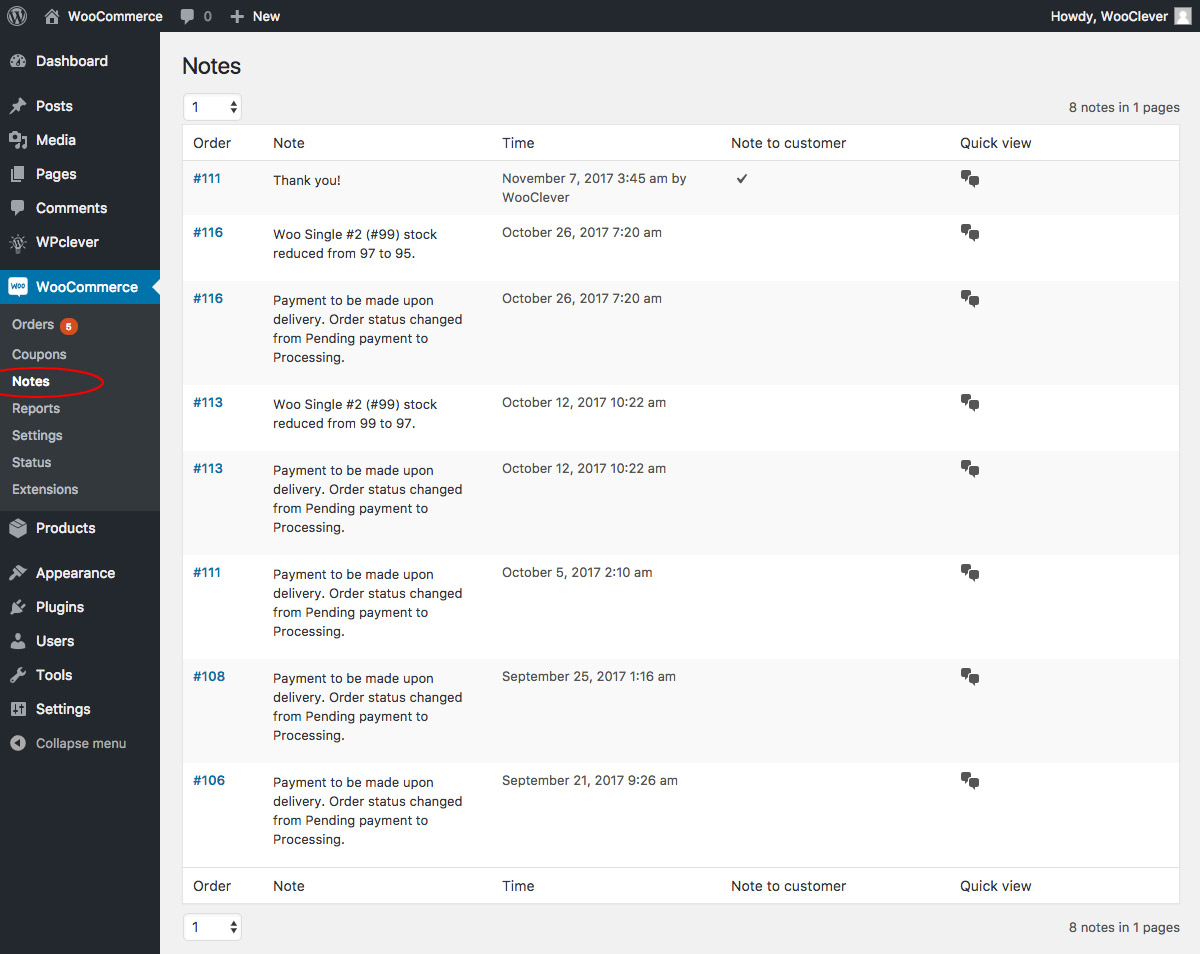 WooCommerce 0 New Howdy, WooClever
Dashboard
Posts
Media
Pages
Comments
WPclever
woo WooCommerce
Orders 5
Coupons
Notes
Reports
Settings
Status
Extensions
Products
Appearance
Plugins
Users
Tools
Settings
Collapse menu
Notes
1 8 notes in 1 pages
Order Note Time Note to customer Quick view
#111 Thank you! November 7, 2017 3:45 am by
WooClever
#116 Woo Single #2 (#99) stock October 26, 2017 7:20 am
reduced from 97 to 95.
#116 Payment to be made upon October 26, 2017 7:20 am
delivery. Order status changed
from Pending payment to
Processing.
#113 Woo Single #2 (#99) stock October 12, 2017 10:22 am
reduced from 99 to 97.
#113 Payment to be made upon October 12, 2017 10:22 am
delivery. Order status changed
from Pending payment to
Processing.
#111 Payment to be made upon October 5, 2017 2:10 am
delivery. Order status changed
from Pending payment to
Processing.
#108 Payment to be made upon September 25, 2017 1:16 am
delivery. Order status changed
from Pending payment to
Processing.
#106 Payment to be made upon September 21, 2017 9:26 am
delivery. Order status changed
from Pending payment to
Processing.
Order Note Time Note to customer Quick view
1 8 notes in 1 pages